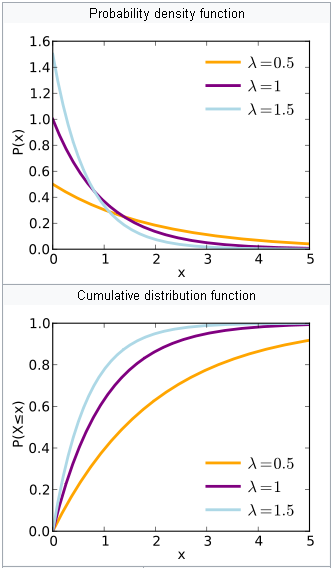 Probability density function
1.6
1.4
1.2
1.0
0.8
0.6
0.4
0.2
0.0
P(x)
λ=0.5
λ=1
λ=1.5
0 1 2 3 4 5
x
Cumulative distribution function
1.0
0.8
0.6
0.4
0.2
0.0
P(X≤x)
λ=0.5
λ=1
λ=1.5
0 1 2 3 4 5
x